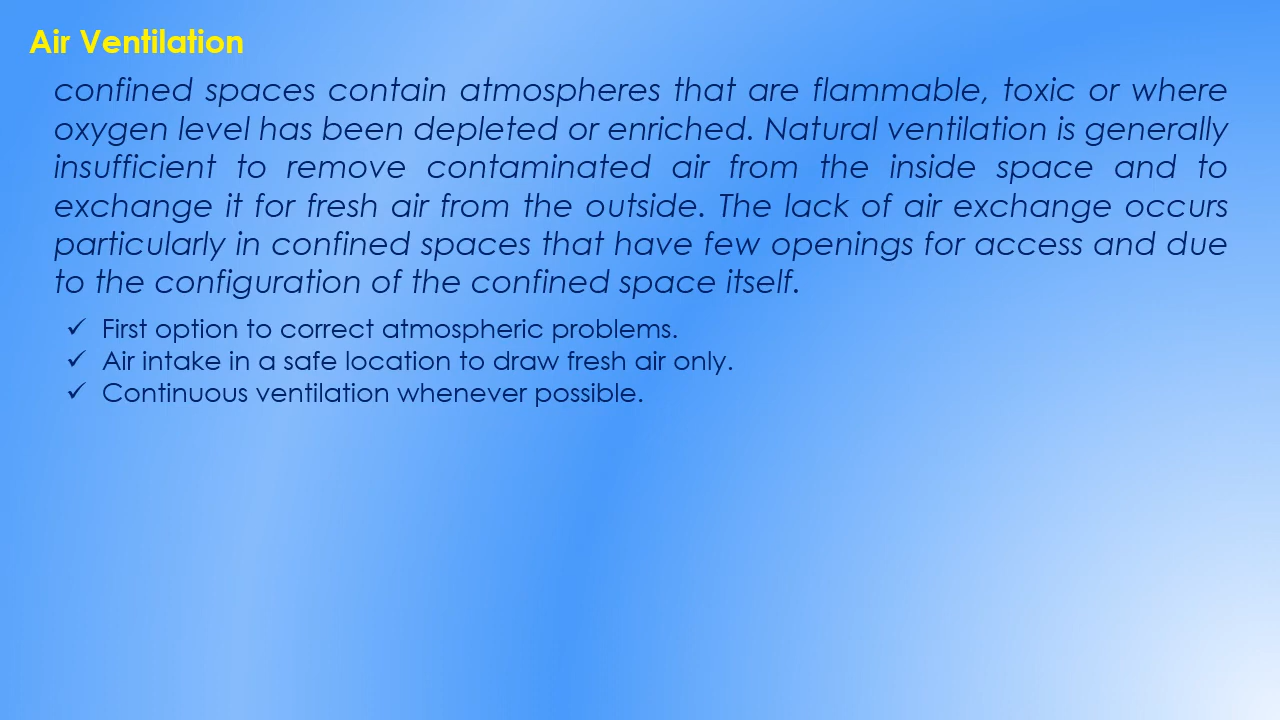 Air Ventilation
confined spaces contain atmospheres that are flammable, toxic or where
oxygen level has been depleted or enriched. Natural ventilation is generally
insufficient to remove contaminated air from the inside space and to
exchange it for fresh air from the outside. The lack of air exchange occurs
particularly in confined spaces that have few openings for access and due
to the configuration of the confined space itself.
✓ First option to correct atmospheric problems.
✓ Air intake in a safe location to draw fresh air only.
✓ Continuous ventilation whenever possible.